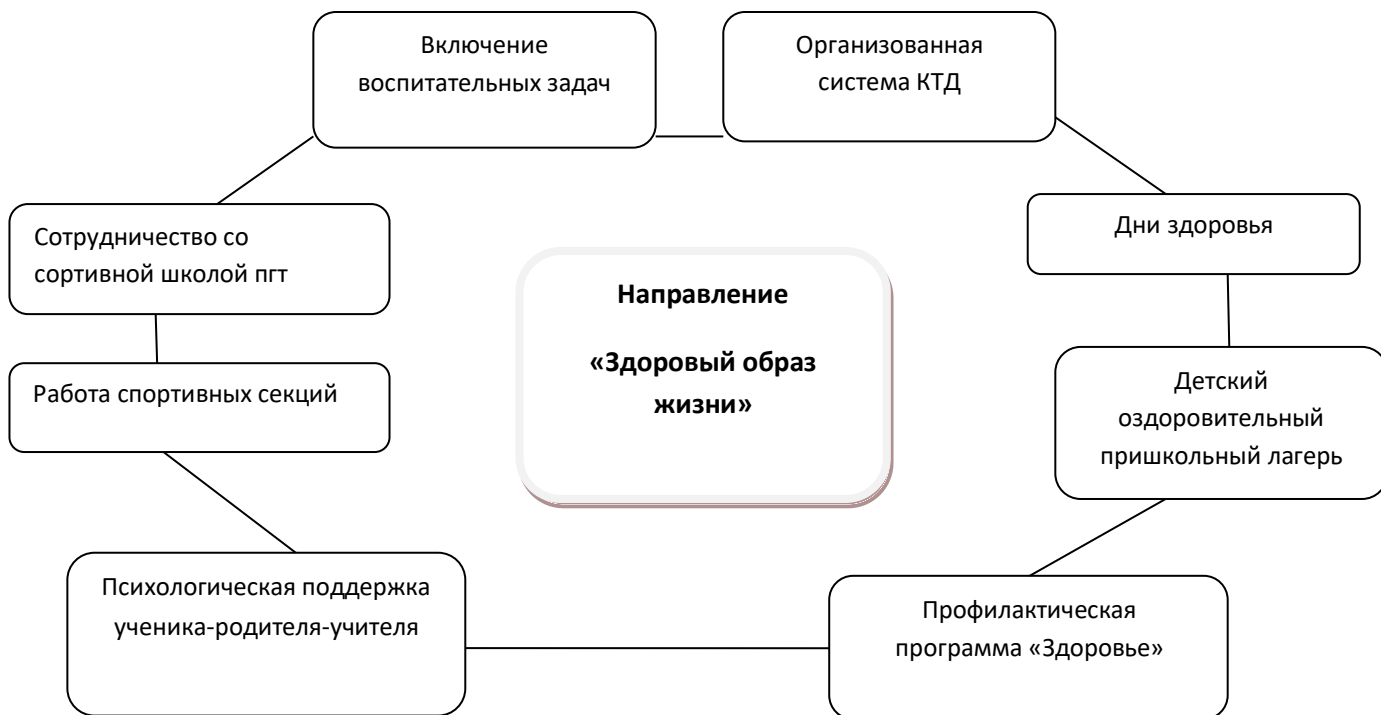 Включение
воспитательных задач
Организованная
система КТД
Сотрудничество со
сортивной школой пгт
Дни здоровья
Направление
«Здоровый образ
жизни»
Работа спортивных секций
Детский
оздоровительный
пришкольный лагерь
Психологическая поддержка
ученика-родителя-учителя
Профилактическая
программа «Здоровье»